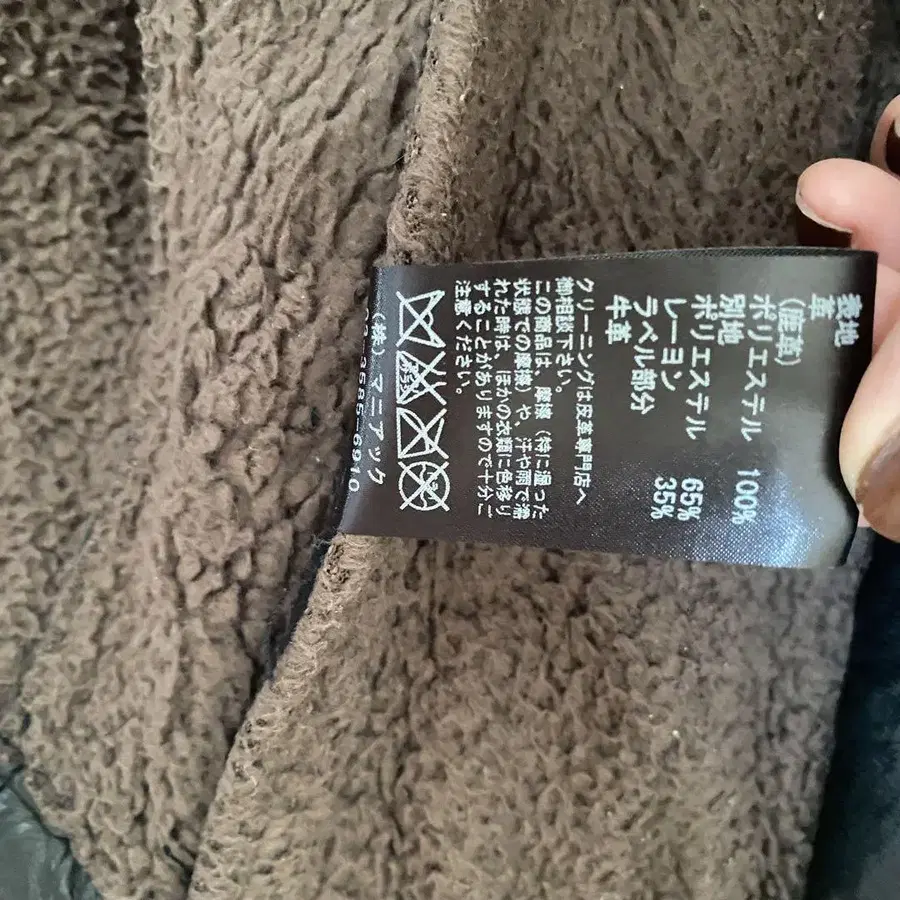 表地
革
(鹿革)
ポリエステル 100%
別地
ポリエステル 65%
レーヨン 35%
ラベル部分
牛革
クリーニングは皮革専門店へ
御相談下さい。
この商品は、摩擦（特に湿った
状態での摩擦）や、汗や雨で濡
れた時は、ほかの衣類に色移り
することがありますので十分ご
注意ください。
（株）マニアック
03-3585-6910